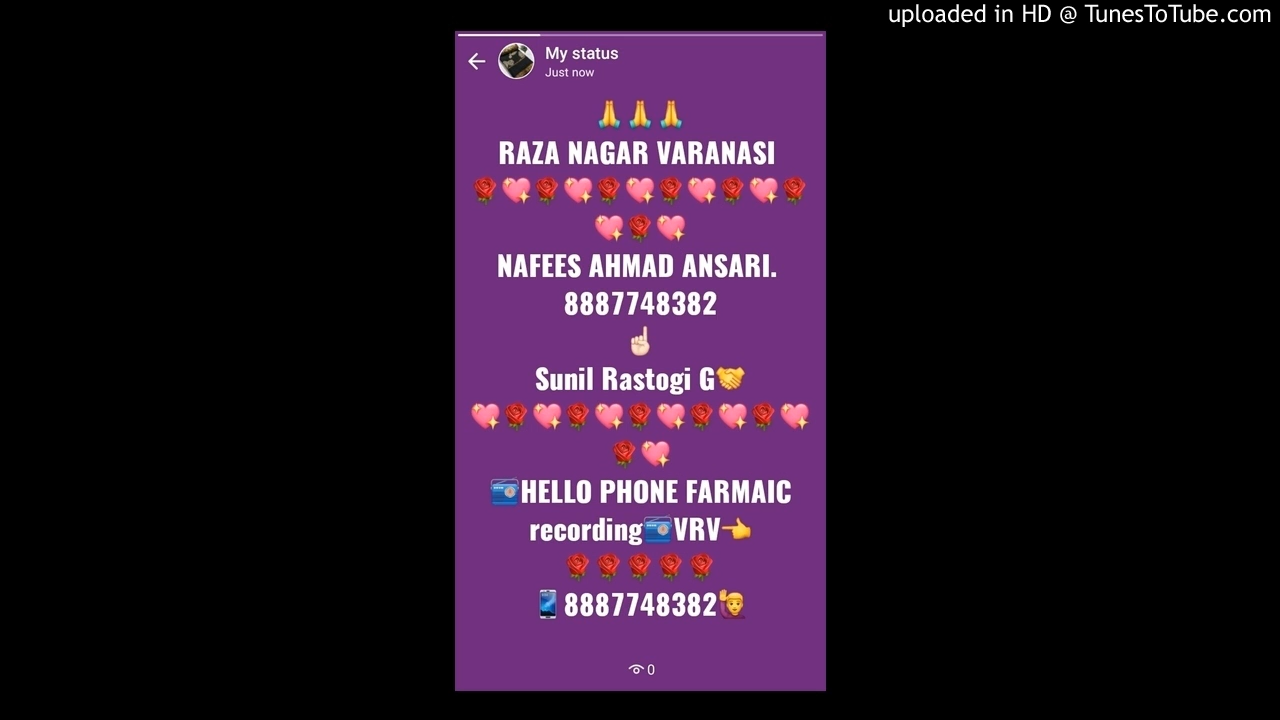 uploaded in HD @ TunesToTube.com
My status
Just now
🙏🙏🙏
RAZA NAGAR VARANASI
🌹💖🌹💖🌹💖🌹💖🌹💖🌹
💖🌹💖
NAFEES AHMAD ANSARI.
8887748382
☝🏻
Sunil Rastogi G🤝
💖🌹💖🌹💖🌹💖🌹💖🌹💖
🌹💖
📻HELLO PHONE FARMAIC
recording📻VRV👈
🌹🌹🌹🌹🌹
📱8887748382🙋
0